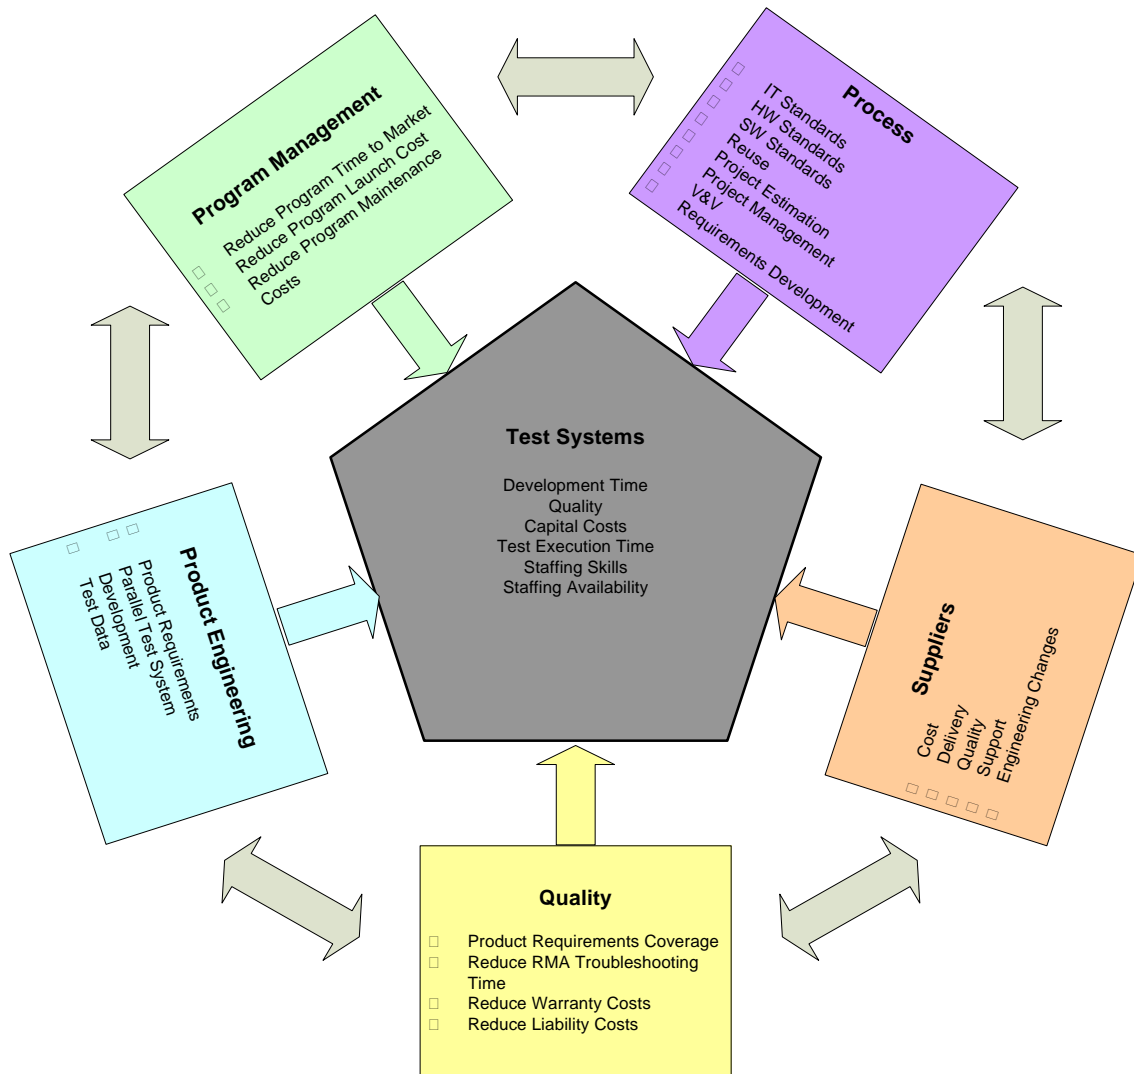 Program Management
Reduce Program Time to Market
Reduce Program Launch Cost
Reduce Program Maintenance
Costs
Process
IT Standards
HW Standards
SW Standards
Reuse
Project Estimation
Project Management
V&V
Requirements Development
Test Systems
Development Time
Quality
Capital Costs
Test Execution Time
Staffing Skills
Staffing Availability
Product Engineering
Product Requirements
Parallel Test System
Development
Test Data
Suppliers
Cost
Delivery
Quality
Support
Engineering Changes
Quality
Product Requirements Coverage
Reduce RMA Troubleshooting
Time
Reduce Warranty Costs
Reduce Liability Costs